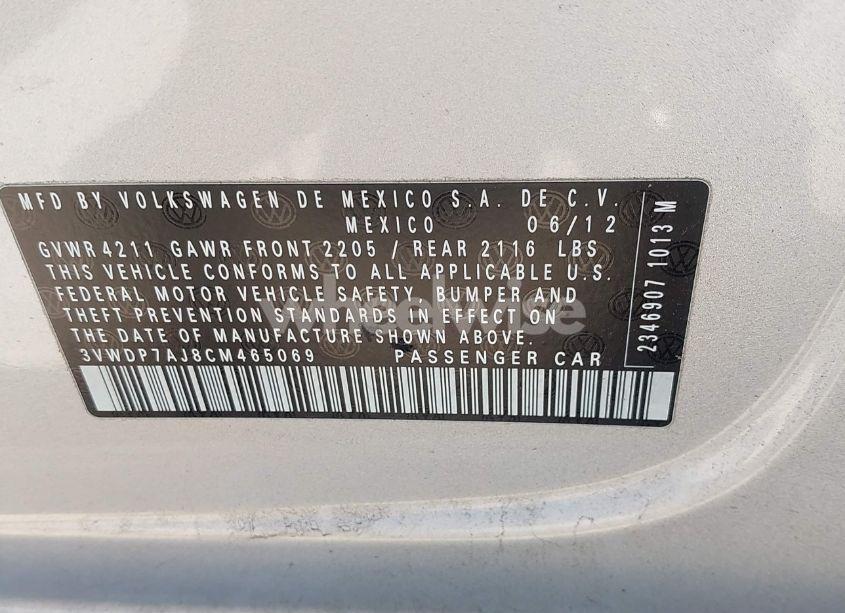 MFD BY VOLKSWAGEN DE MEXICO S.A. DE C.V.
MEXICO 06/12
GVWR 4211 GAWR FRONT 2205 / REAR 2116 LBS
THIS VEHICLE CONFORMS TO ALL APPLICABLE U.S.
FEDERAL MOTOR VEHICLE SAFETY, BUMPER AND
THEFT PREVENTION STANDARDS IN EFFECT ON
THE DATE OF MANUFACTURE SHOWN ABOVE.
3VWDP7AJ8CM465069 PASSENGER CAR
2346907 1013 M
wheelwise